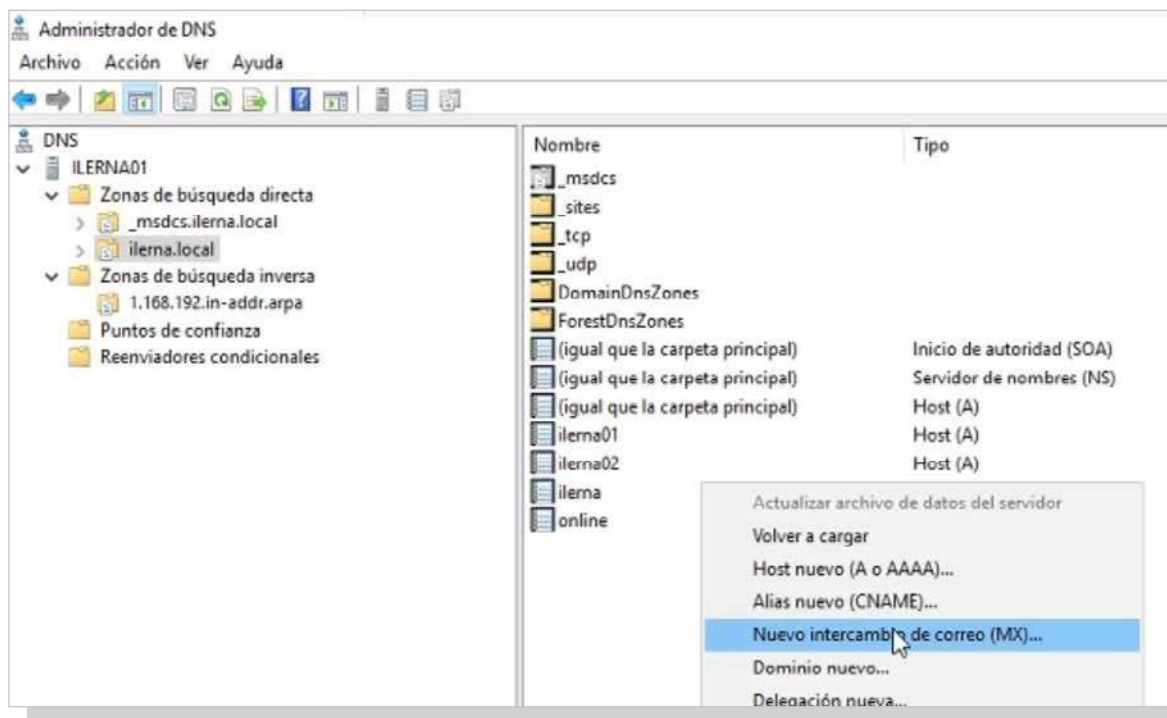 Administrador de DNS
Archivo Acción Ver Ayuda
DNS
ILERNA01
Zonas de búsqueda directa
_msdcs.ilerna.local
ilerna.local
Zonas de búsqueda inversa
1.168.192.in-addr.arpa
Puntos de confianza
Reenviadores condicionales
Nombre Tipo
_msdcs
_sites
_tcp
_udp
DomainDnsZones
ForestDnsZones
(igual que la carpeta principal) Inicio de autoridad (SOA)
(igual que la carpeta principal) Servidor de nombres (NS)
(igual que la carpeta principal) Host (A)
ilerna01 Host (A)
ilerna02 Host (A)
ilerna
online
Actualizar archivo de datos del servidor
Volver a cargar
Host nuevo (A o AAAA)...
Alias nuevo (CNAME)...
Nuevo intercambio de correo (MX)...
Dominio nuevo...
Delegación nueva...